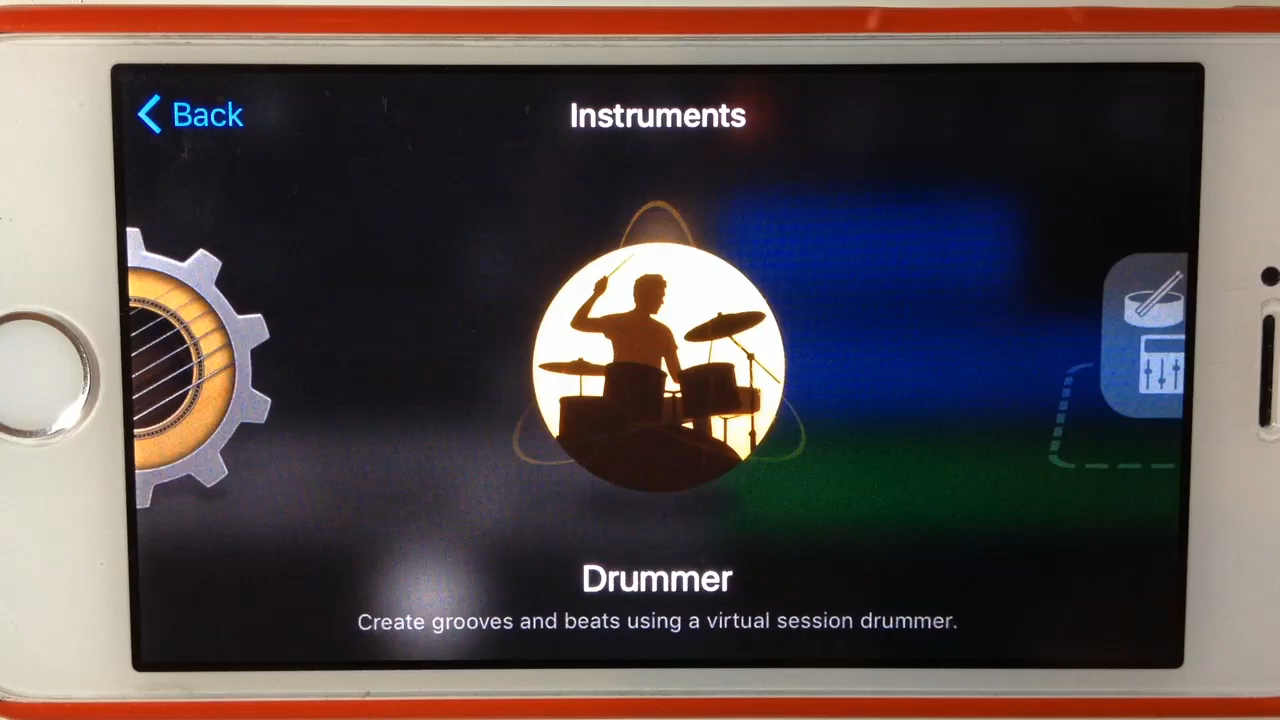 Back
Instruments
Drummer
Create grooves and beats using a virtual session drummer.